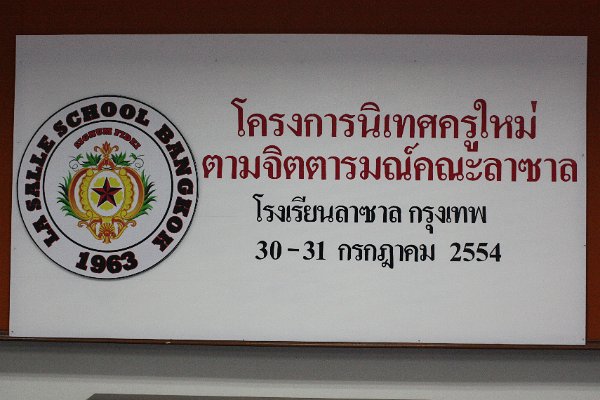 LA SALLE SCHOOL BANGKOK
SIGNUM FIDEI
1963
โครงการนิเทศครูใหม่
ตามจิตตารมณ์คณะลาซาล
โรงเรียนลาซาล กรุงเทพ
30 - 31 กรกฎาคม 2554